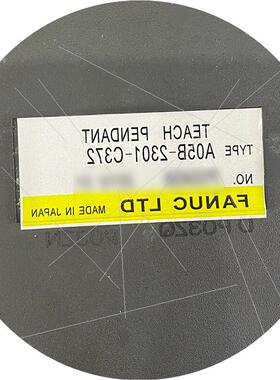 TEACH PENDANT
TYPE A05B-2301-C372
NO.
FANUC LTD MADE IN JAPAN